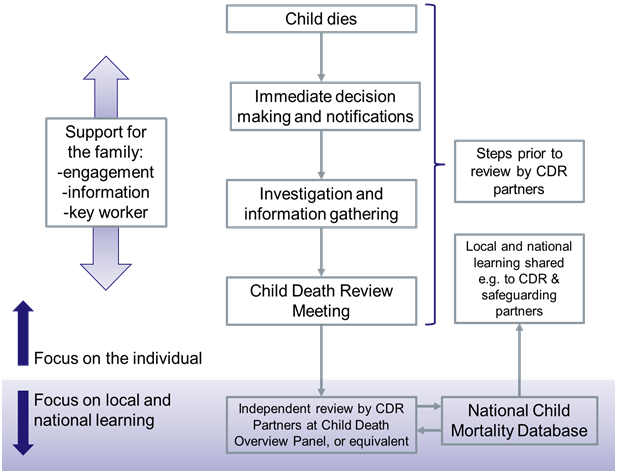 Child dies
Immediate decision
making and notifications
Support for
the family:
-engagement
-information
-key worker
Investigation and
information gathering
Steps prior to
review by CDR
partners
Child Death Review
Meeting
Local and national
learning shared
e.g. to CDR &
safeguarding
partners
Focus on the individual
Focus on local and
national learning
Independent review by CDR
Partners at Child Death
Overview Panel, or equivalent
National Child
Mortality Database